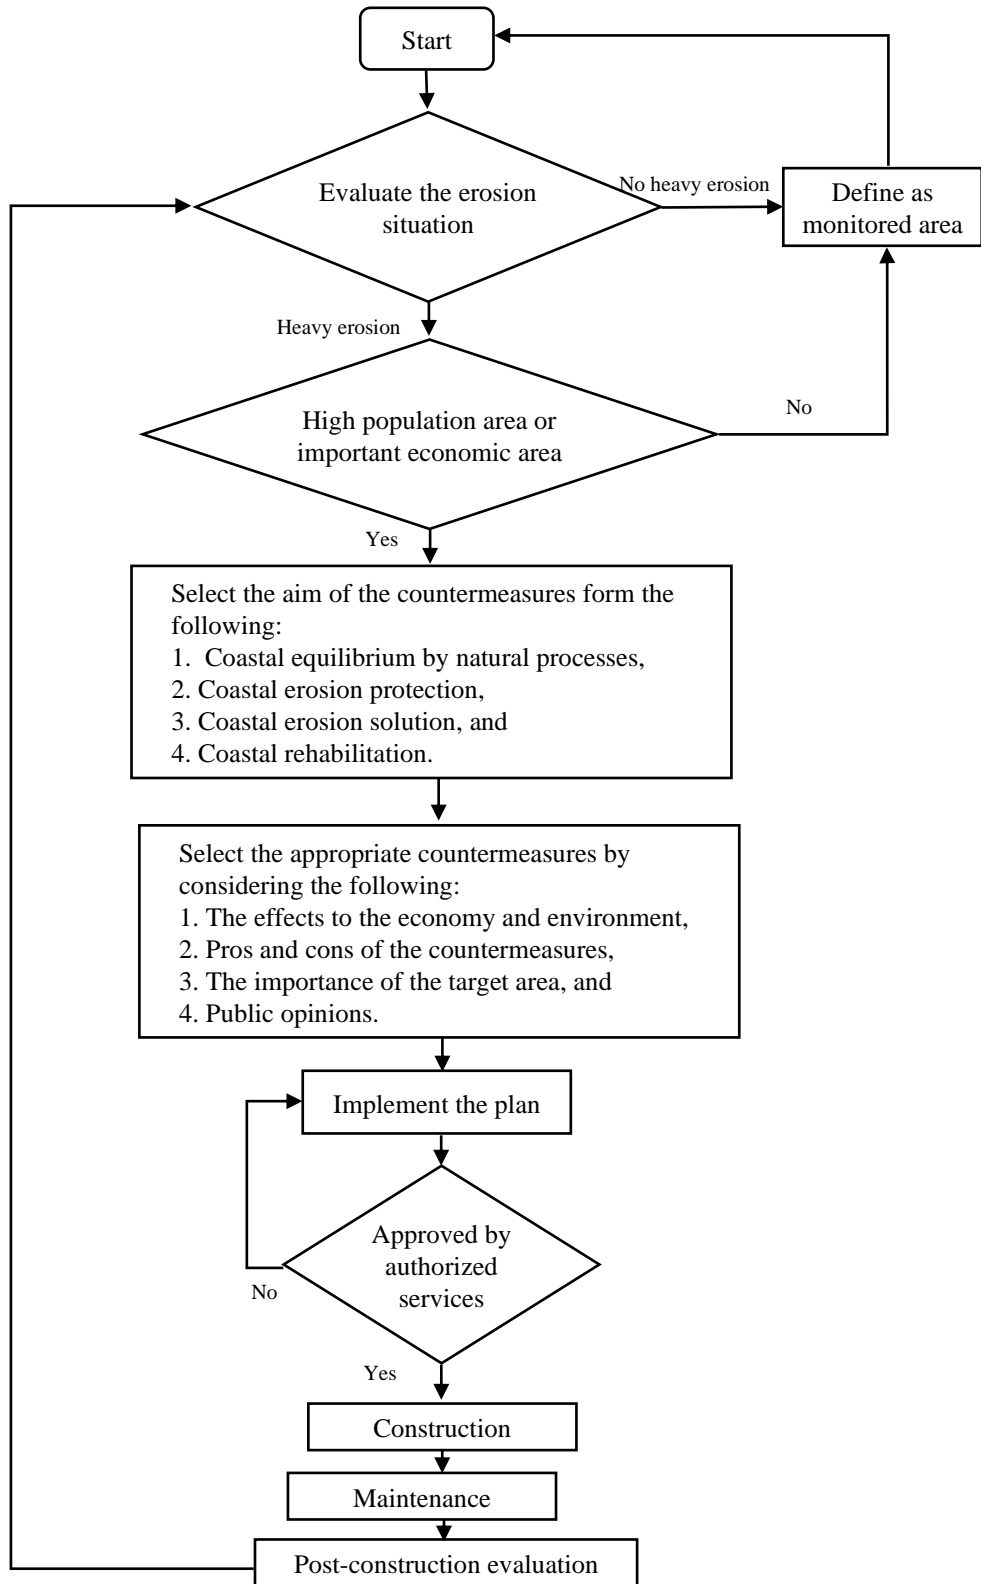 Start
Evaluate the erosion
situation
No heavy erosion
Define as
monitored area
Heavy erosion
High population area or
important economic area
No
Yes
Select the aim of the countermeasures form the
following:
1.  Coastal equilibrium by natural processes,
2. Coastal erosion protection,
3. Coastal erosion solution, and
4. Coastal rehabilitation.
Select the appropriate countermeasures by
considering the following:
1. The effects to the economy and environment,
2. Pros and cons of the countermeasures,
3. The importance of the target area, and
4. Public opinions.
Implement the plan
Approved by
authorized
services
No
Yes
Construction
Maintenance
Post-construction evaluation